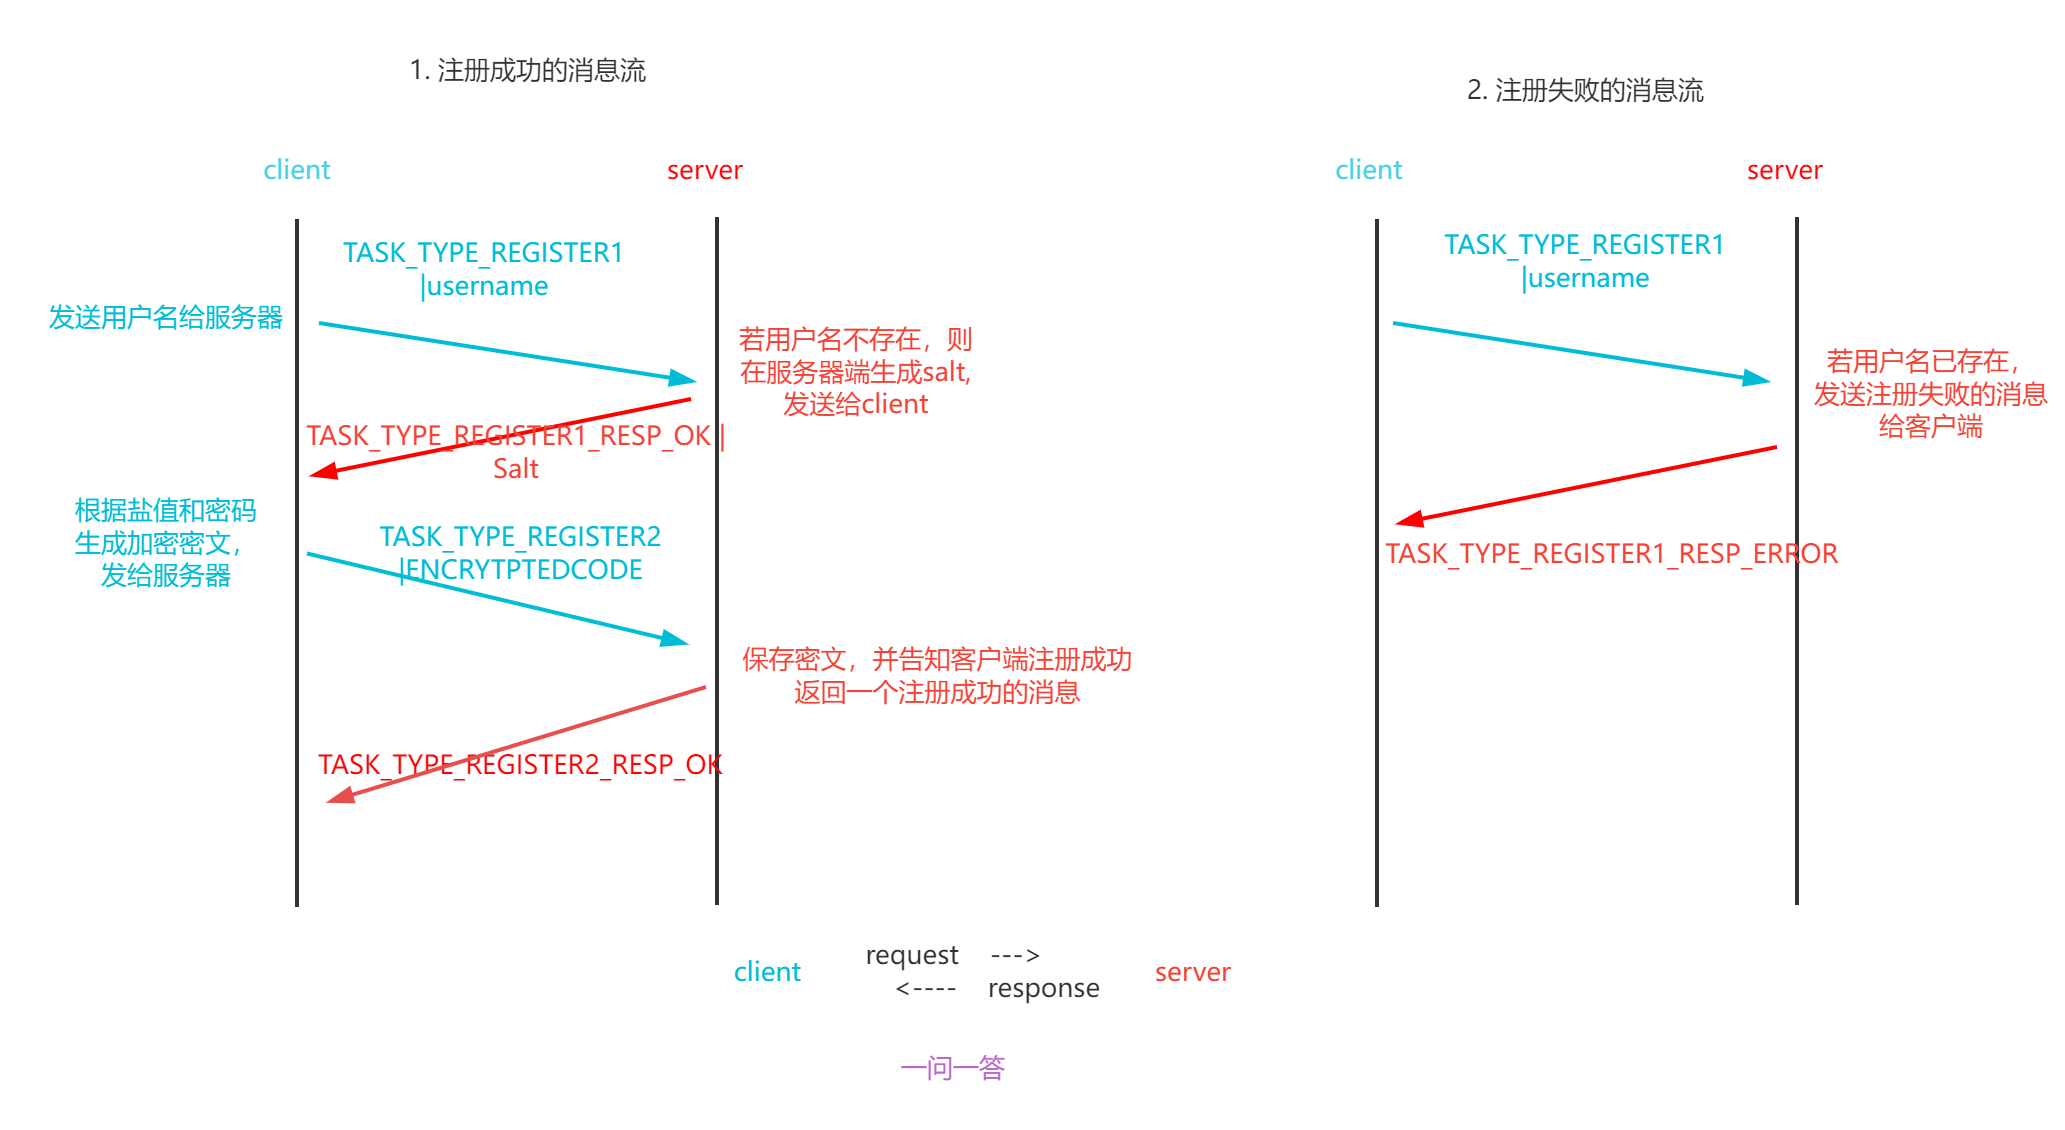 1. 注册成功的消息流
client
server
TASK_TYPE_REGISTER1
|username
发送用户名给服务器
若用户名不存在，则
在服务器端生成salt,
发送给client
TASK_TYPE_REGISTER1_RESP_OK |
Salt
根据盐值和密码
生成加密密文，
发给服务器
TASK_TYPE_REGISTER2
|ENCRYTPTEDCODE
保存密文，并告知客户端注册成功
返回一个注册成功的消息
TASK_TYPE_REGISTER2_RESP_OK
2. 注册失败的消息流
client
server
TASK_TYPE_REGISTER1
|username
若用户名已存在，
发送注册失败的消息
给客户端
TASK_TYPE_REGISTER1_RESP_ERROR
client
request --->
<---- response
server
一问一答